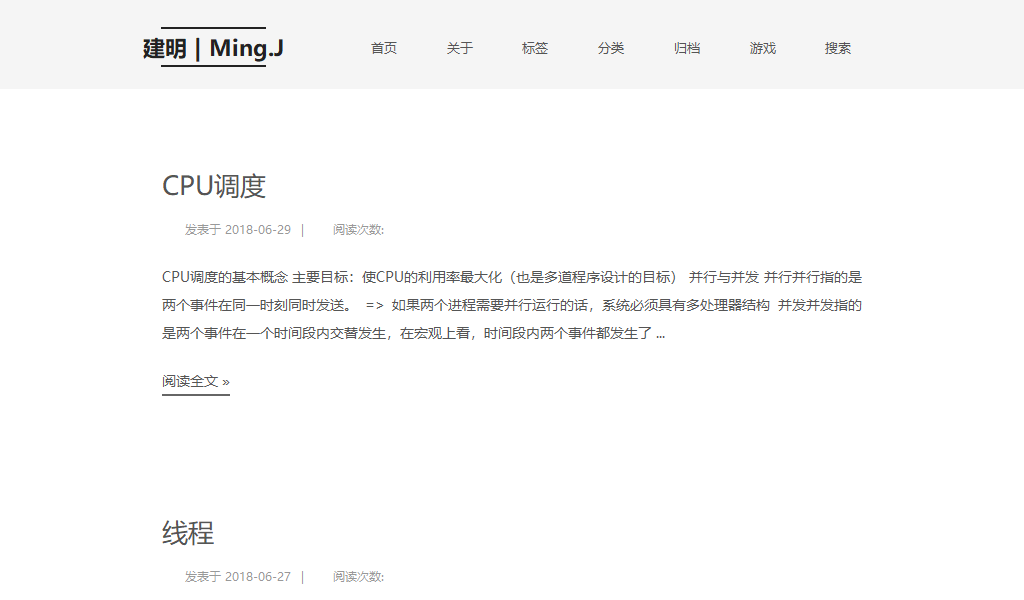 建明 | Ming.J
首页 关于 标签 分类 归档 游戏 搜索
CPU调度
发表于 2018-06-29 | 阅读次数:
CPU调度的基本概念 主要目标：使CPU的利用率最大化（也是多道程序设计的目标） 并行与并发 并行并行指的是
两个事件在同一时刻同时发送。 => 如果两个进程需要并行运行的话，系统必须具有多处理器结构 并发并发指的
是两个事件在一个时间段内交替发生，在宏观上看，时间段内两个事件都发生了 ...
阅读全文 »
线程
发表于 2018-06-27 | 阅读次数: